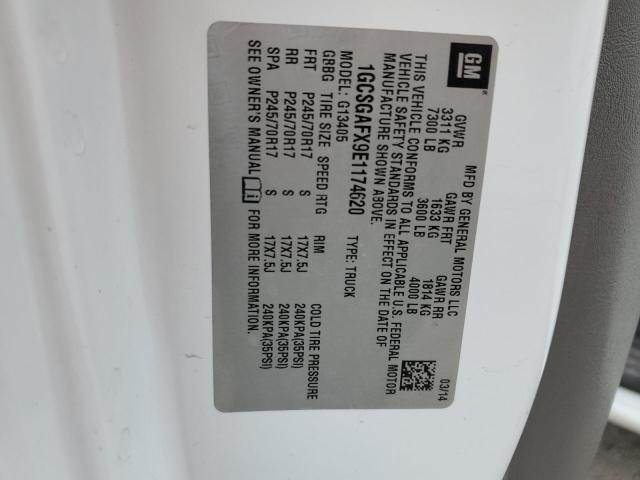 GM
MFD BY GENERAL MOTORS LLC
03/14
GVWR GAWR FRT GAWR RR
3311 KG 1633 KG 1814 KG
7300 LB 3600 LB 4000 LB
THIS VEHICLE CONFORMS TO ALL APPLICABLE U.S. FEDERAL MOTOR
VEHICLE SAFETY STANDARDS IN EFFECT ON THE DATE OF
MANUFACTURE SHOWN ABOVE.
1GCSGAFX9E1174620
TYPE: TRUCK
MODEL: G13405
GRBG TIRE SIZE SPEED RTG RIM COLD TIRE PRESSURE
FRT P245/70R17 S 17X7.5J 240KPA(35PSI)
RR P245/70R17 S 17X7.5J 240KPA(35PSI)
SPA P245/70R17 S 17X7.5J 240KPA(35PSI)
SEE OWNER'S MANUAL FOR MORE INFORMATION.